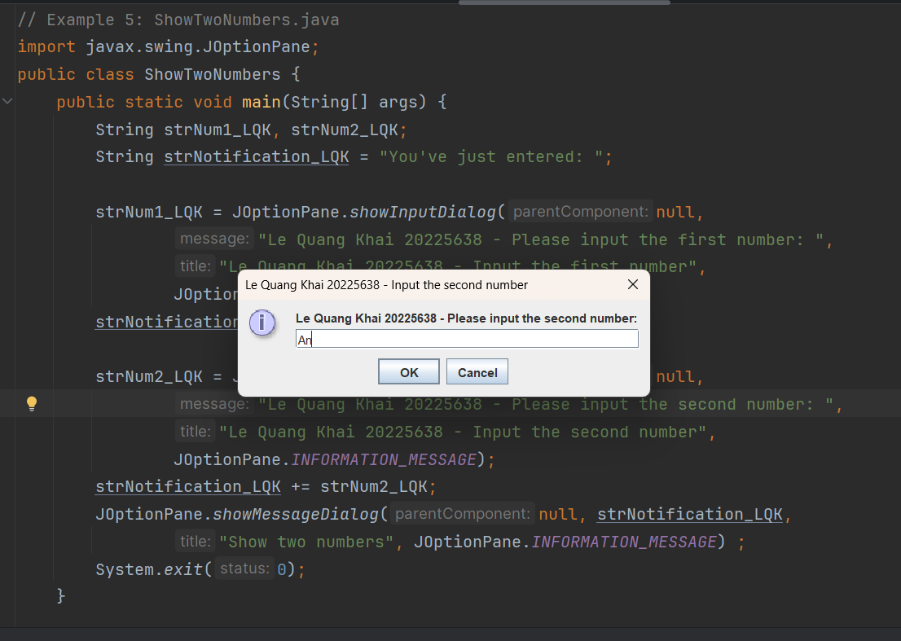 // Example 5: ShowTwoNumbers.java
import javax.swing.JOptionPane;
public class ShowTwoNumbers {
public static void main(String[] args) {
String strNum1_LQK, strNum2_LQK;
String strNotification_LQK = "You've just entered: ";
strNum1_LQK = JOptionPane.showInputDialog( parentComponent: null,
message: "Le Quang Khai 20225638 - Please input the first number: ",
title: "Le Quang Khai 20225638 - Input the first number",
JOption
strNotification
strNum2_LQK = J null,
message: "Le Quang Khai 20225638 - Please input the second number: ",
title: "Le Quang Khai 20225638 - Input the second number",
JOptionPane.INFORMATION_MESSAGE);
strNotification_LQK += strNum2_LQK;
JOptionPane.showMessageDialog( parentComponent: null, strNotification_LQK,
title: "Show two numbers", JOptionPane.INFORMATION_MESSAGE) ;
System.exit( status: 0);
}
Le Quang Khai 20225638 - Input the second number
Le Quang Khai 20225638 - Please input the second number:
An
OK Cancel